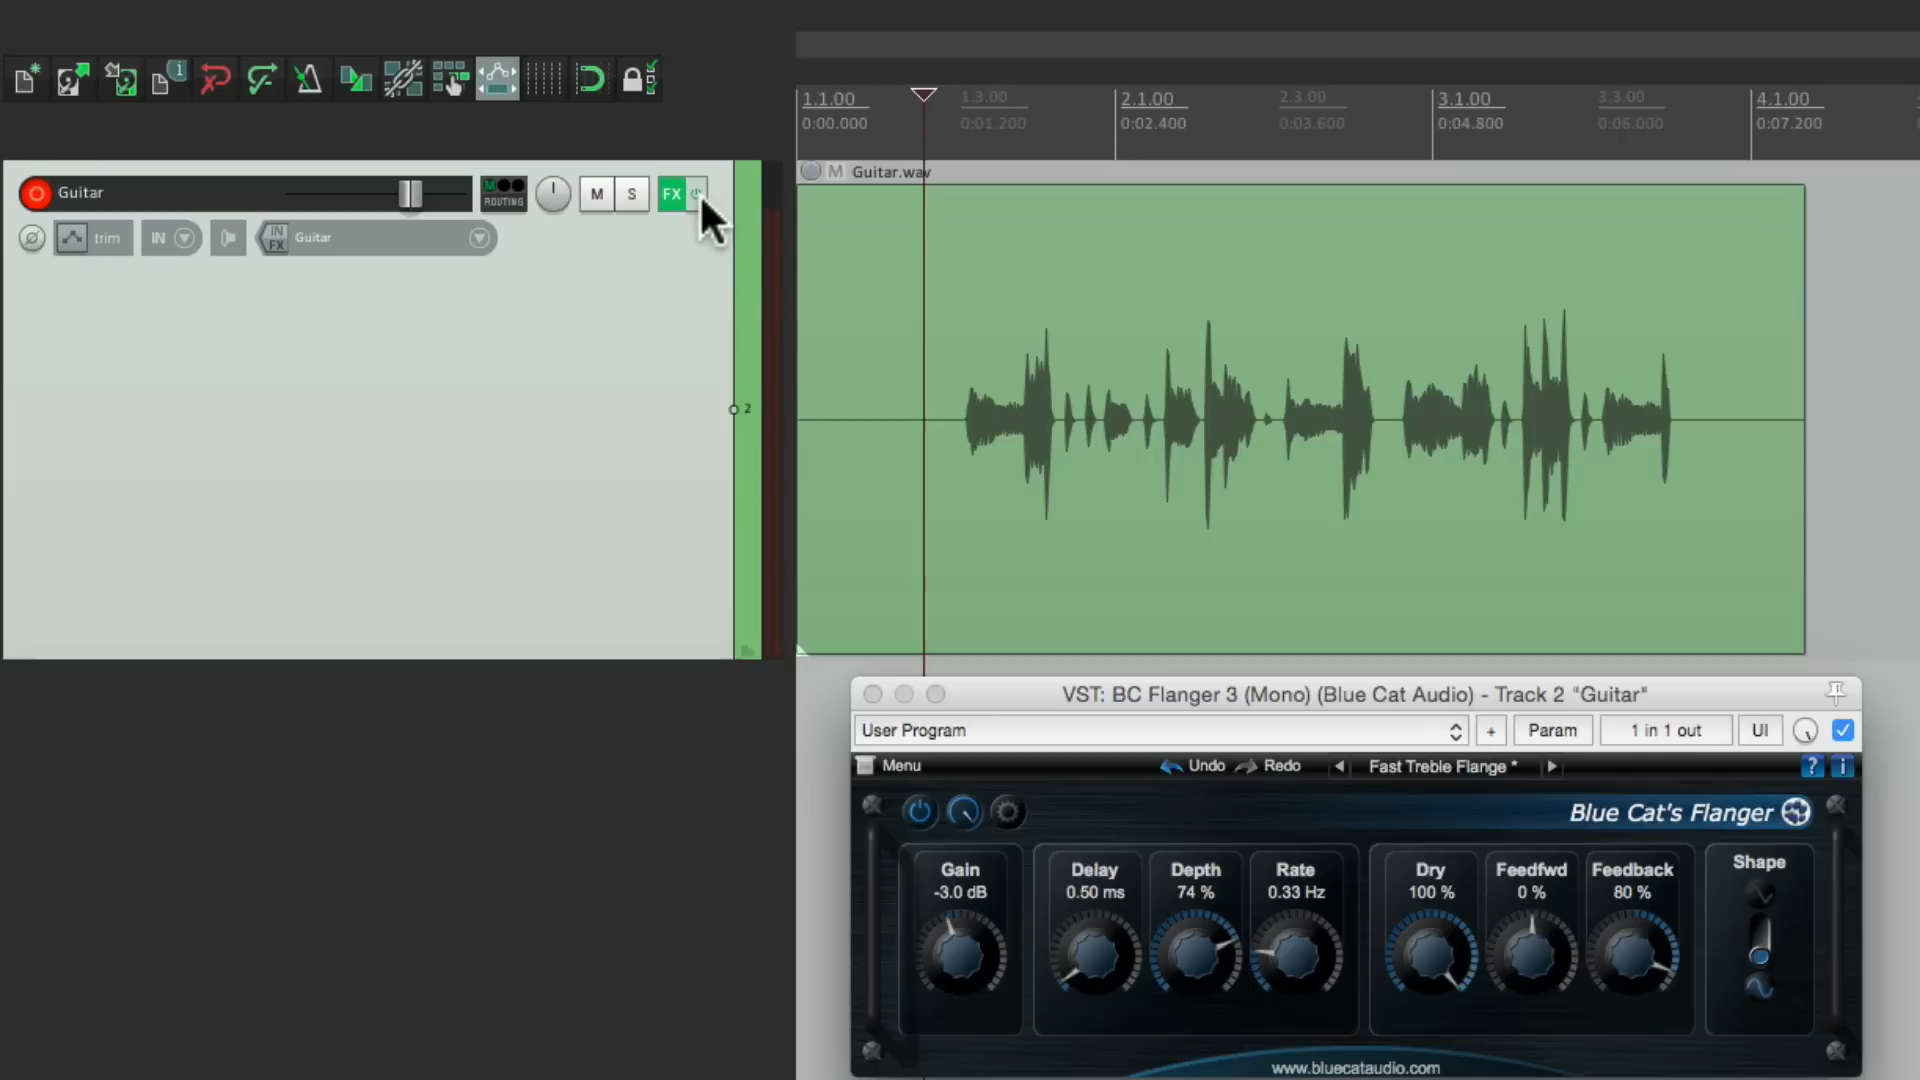 1.1.00 1.3.00 2.1.00 2.3.00 3.1.00 3.3.00 4.1.00
0:00.000 0:01.200 0:02.400 0:03.600 0:04.800 0:06.000 0:07.200
M Guitar.wav
Guitar M ROUTING M S FX
trim IN IN FX Guitar
2
VST: BC Flanger 3 (Mono) (Blue Cat Audio) - Track 2 "Guitar"
User Program + Param 1 in 1 out UI
Menu Undo Redo Fast Treble Flange * ? i
Blue Cat's Flanger
Gain Delay Depth Rate Dry Feedfwd Feedback Shape
-3.0 dB 0.50 ms 74 % 0.33 Hz 100 % 0 % 80 %
www.bluecataudio.com